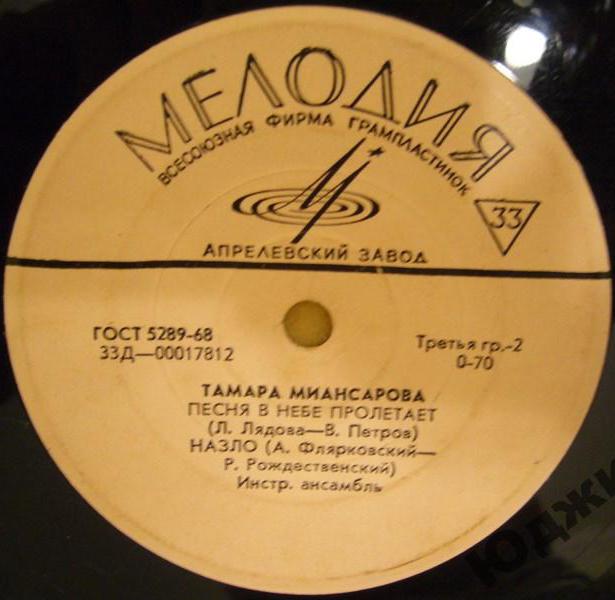 МЕЛОДИЯ
ВСЕСОЮЗНАЯ ФИРМА ГРАМПЛАСТИНОК
33
АПРЕЛЕВСКИЙ ЗАВОД
ГОСТ 5289-68
33Д—00017812
Третья гр.-2
0-70
ТАМАРА МИАНСАРОВА
ПЕСНЯ В НЕБЕ ПРОЛЕТАЕТ
(Л. Лядова—В. Петров)
НАЗЛО (А. Флярковский—
Р. Рождественский)
Инстр. ансамбль